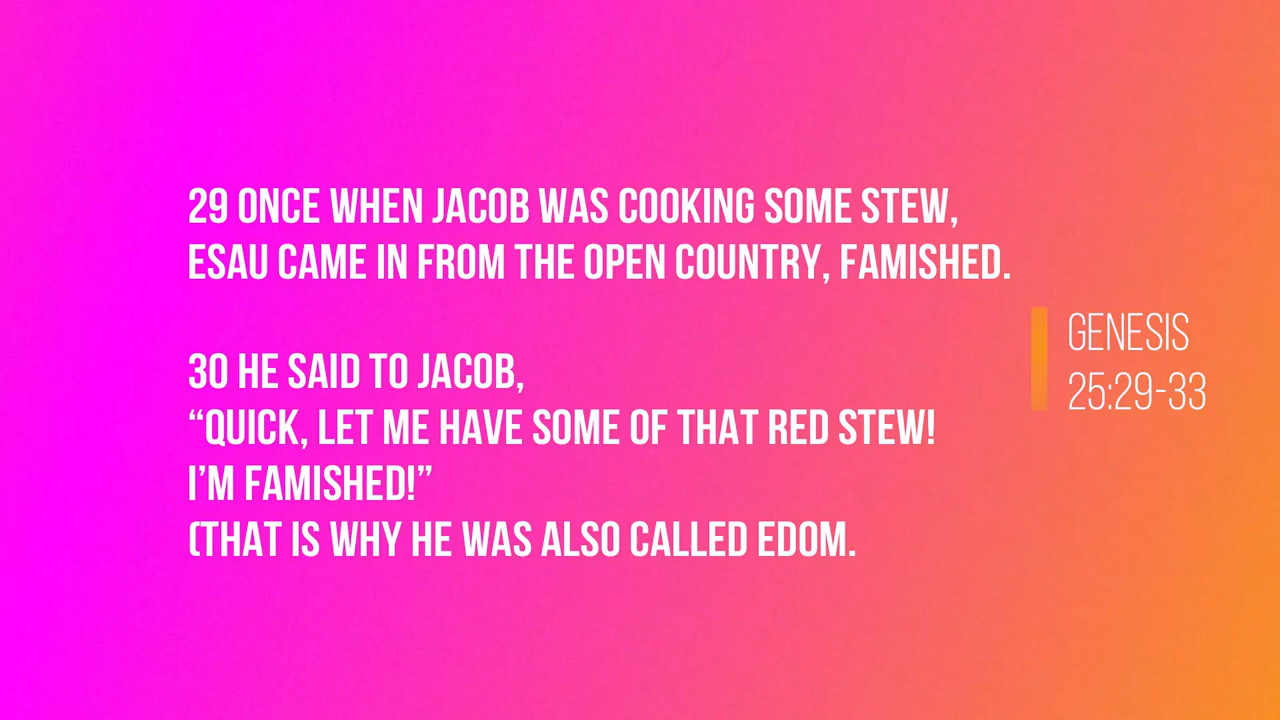 29 ONCE WHEN JACOB WAS COOKING SOME STEW,
ESAU CAME IN FROM THE OPEN COUNTRY, FAMISHED.
30 HE SAID TO JACOB,
“QUICK, LET ME HAVE SOME OF THAT RED STEW!
I’M FAMISHED!”
(THAT IS WHY HE WAS ALSO CALLED EDOM.
GENESIS
25:29-33